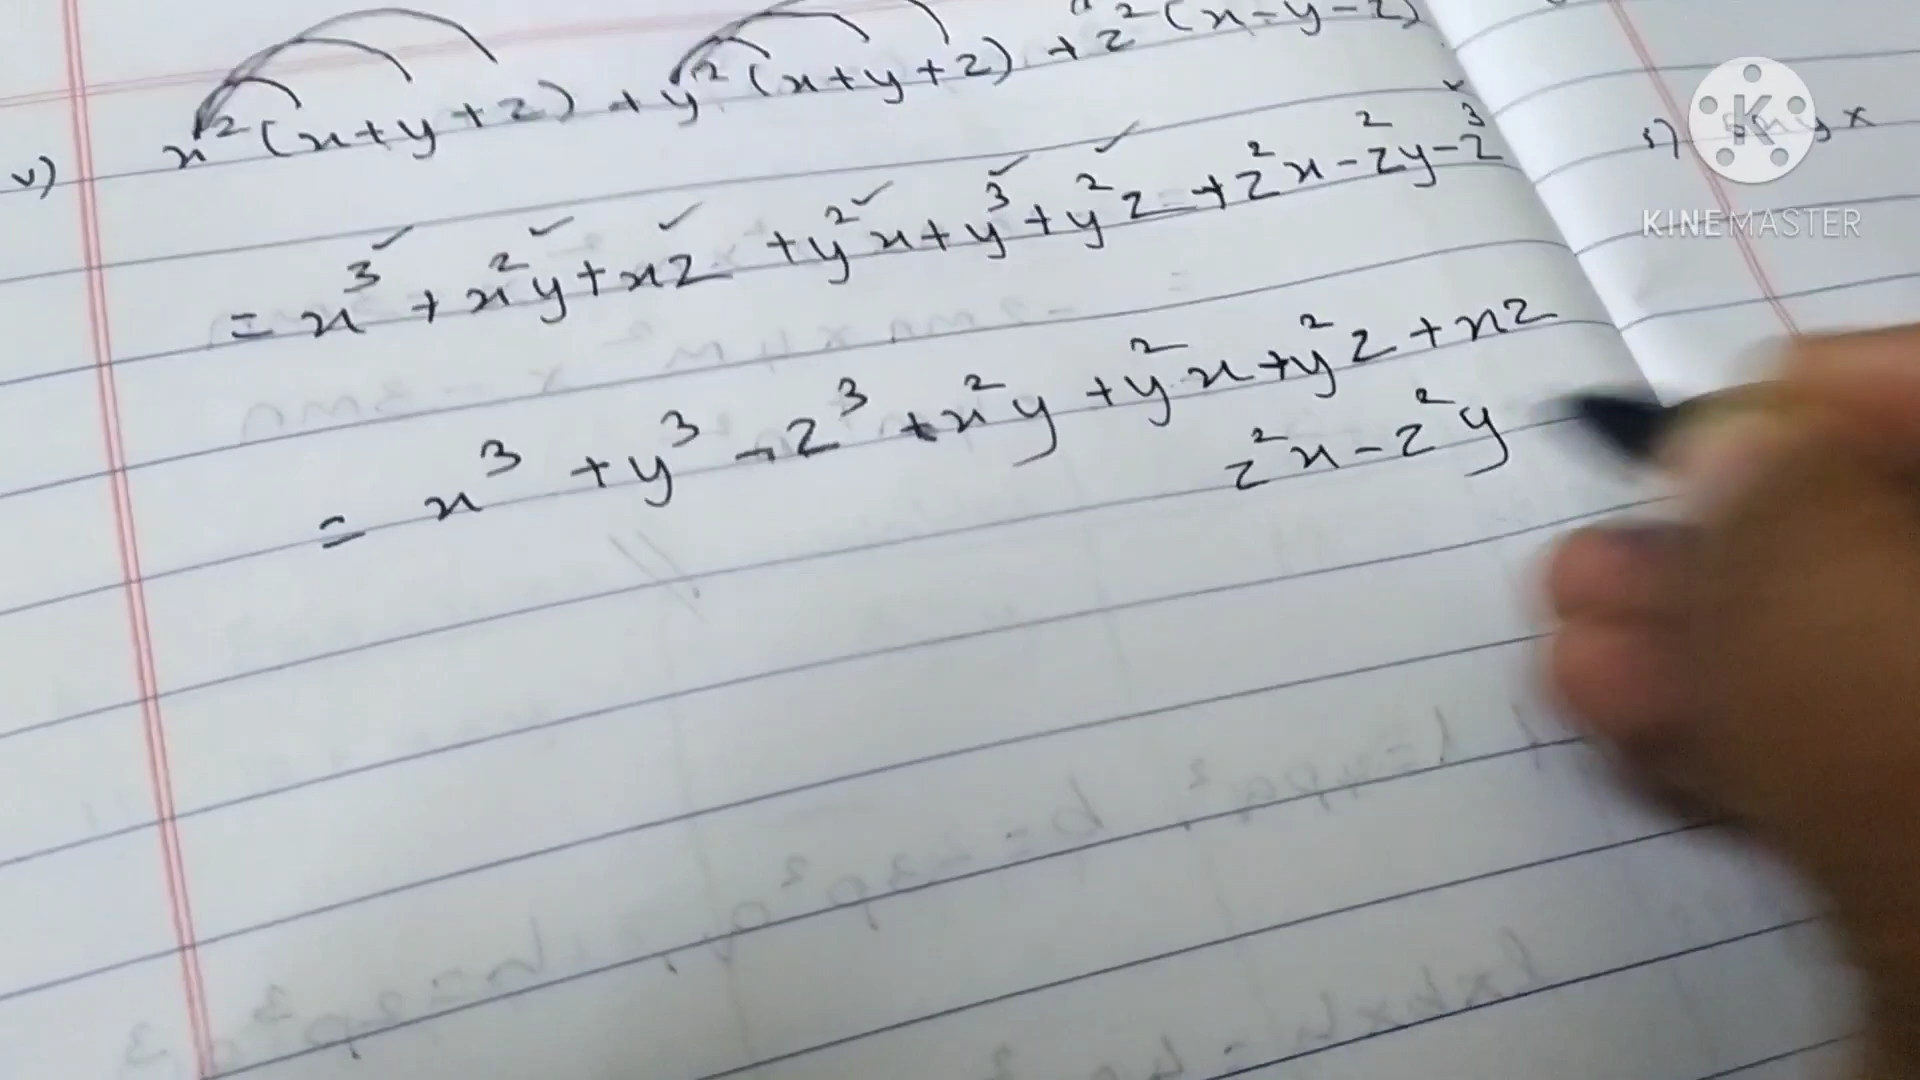 v) x²(x+y+z) + y²(x+y+z) + z²(x-y-z)
= x³ + x²y + xz + y²x + y³ + y²z + z²x - z²y - z³
= x³ + y³ - z³ + x²y + y²x + y²z + xz
z²x - z²y
KINEMASTER